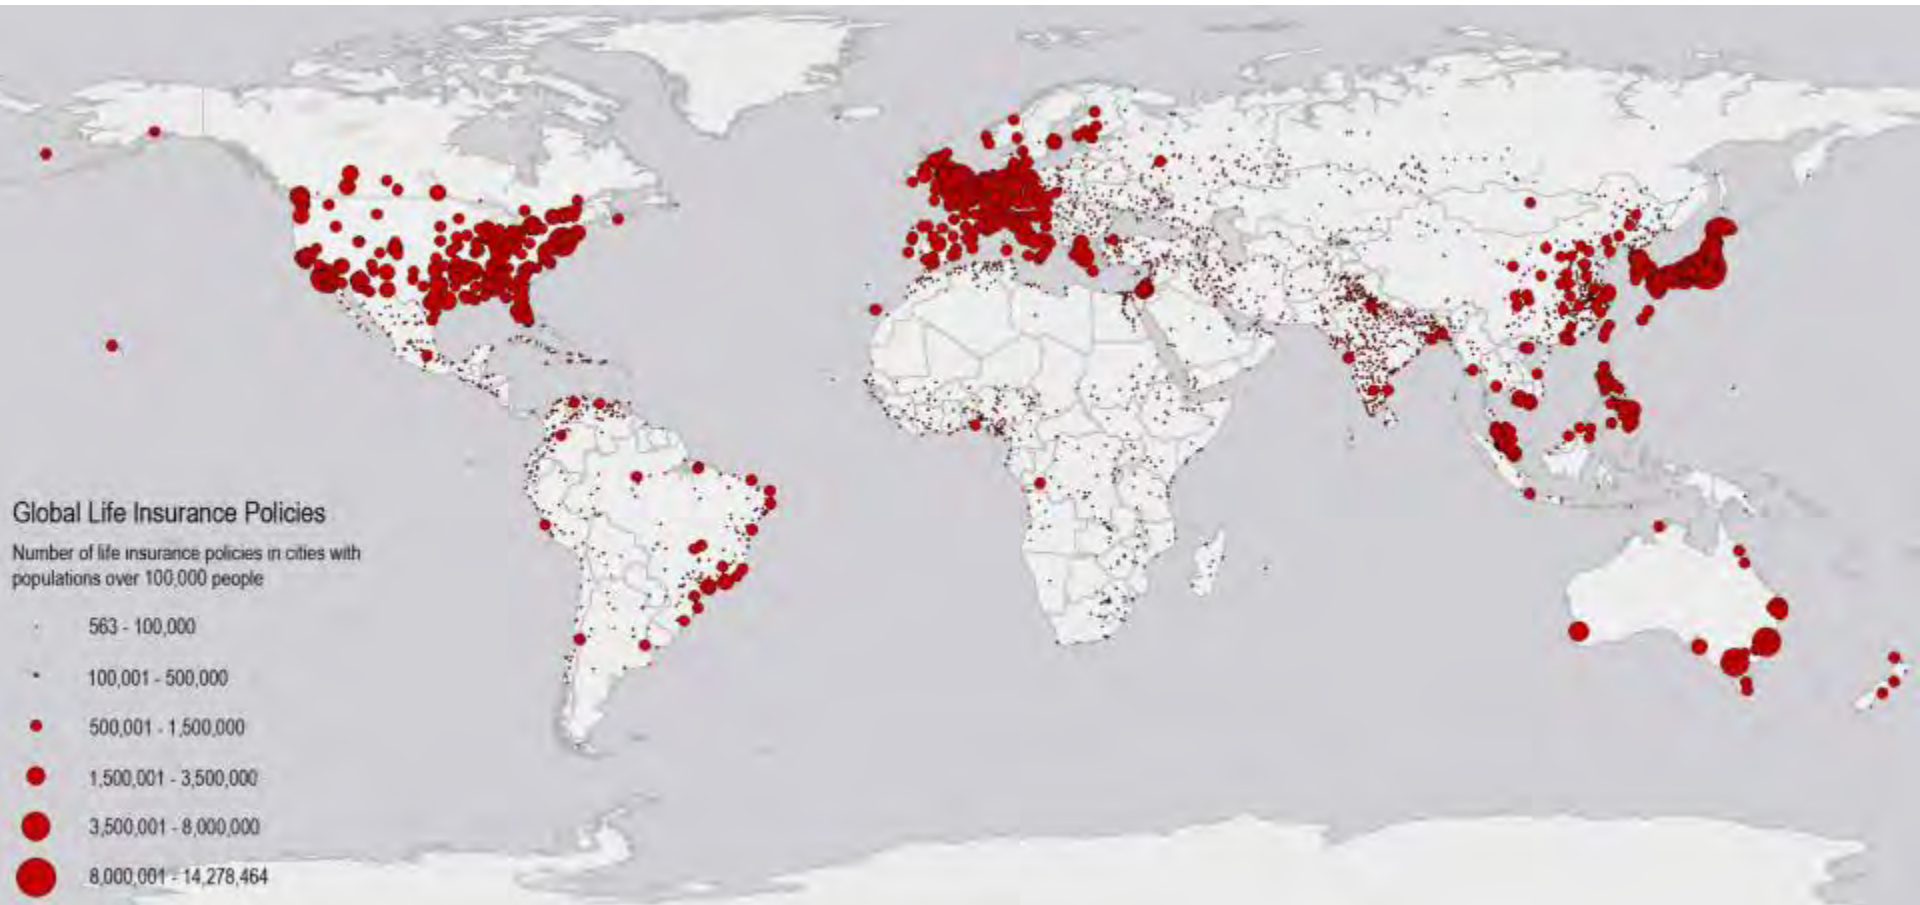 Global Life Insurance Policies
Number of life insurance policies in cities with
populations over 100,000 people
563 - 100,000
100,001 - 500,000
500,001 - 1,500,000
1,500,001 - 3,500,000
3,500,001 - 8,000,000
8,000,001 - 14,278,464